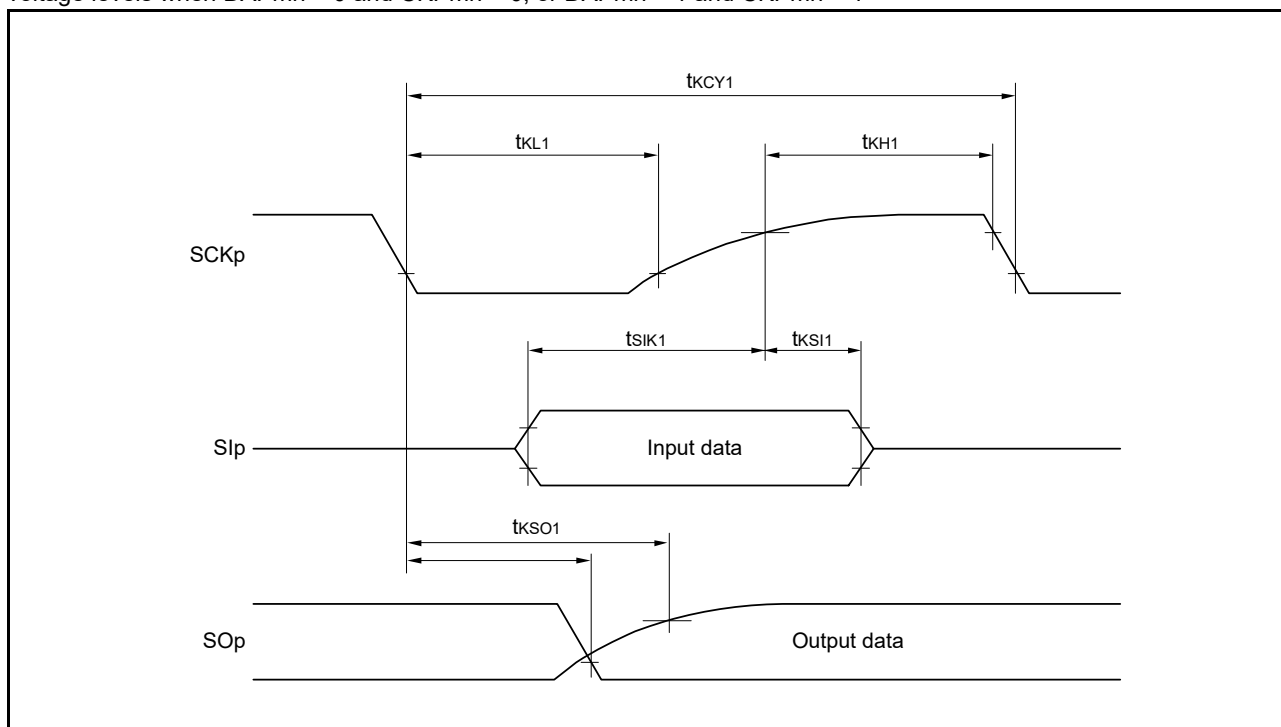 tKCY1
tKL1
tKH1
SCKp
tSIK1
tKSI1
SIp
Input data
tKSO1
SOp
Output data